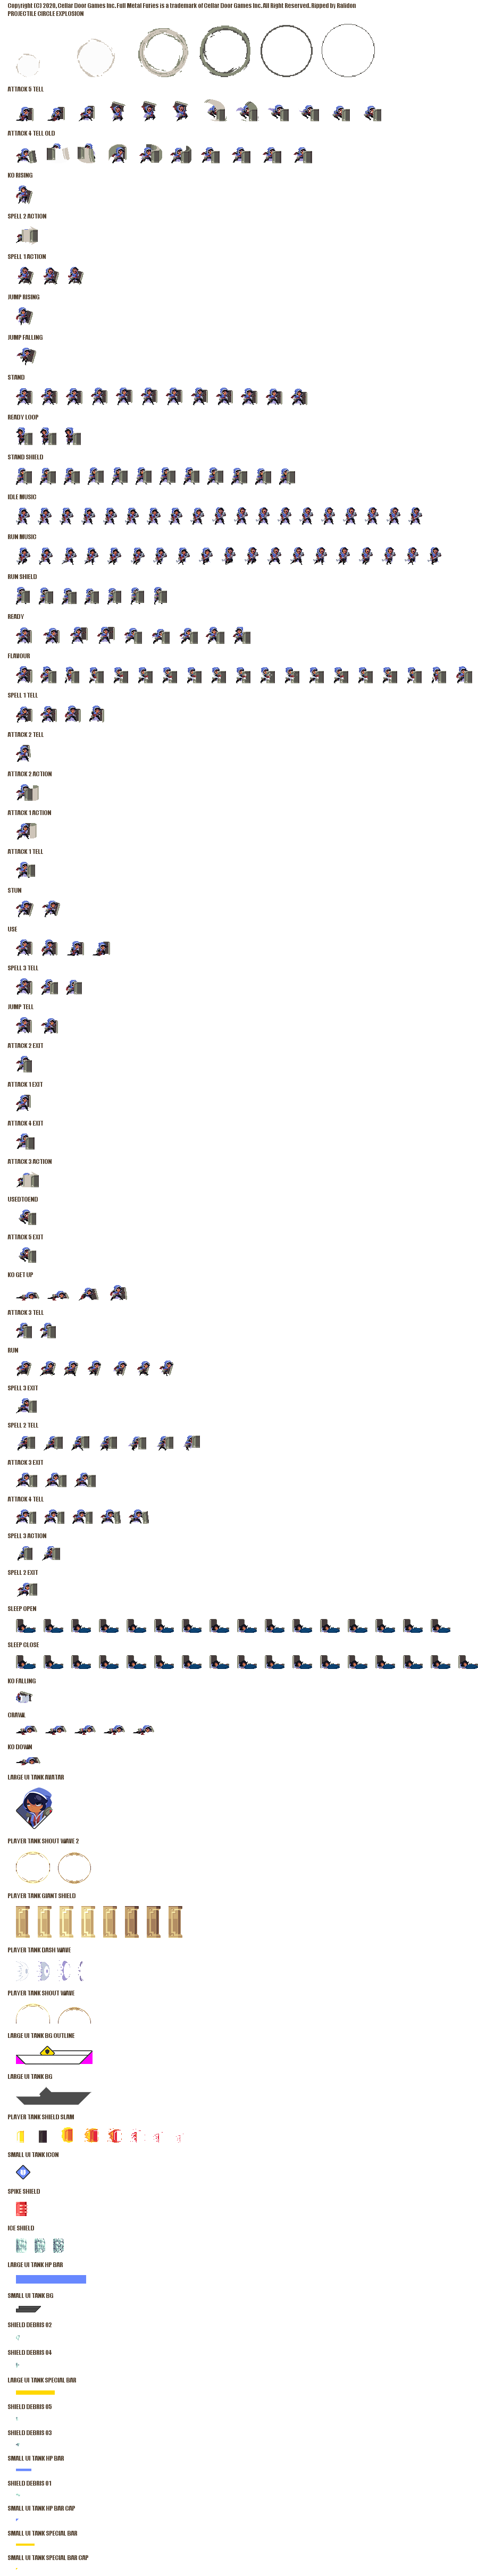 Copyright (C) 2020, Cellar Door Games Inc. Full Metal Furies is a trademark of Cellar Door Games Inc. All Right Reserved. Ripped by Ralidon
PROJECTILE CIRCLE EXPLOSION
ATTACK 5 TELL
ATTACK 4 TELL OLD
KO RISING
SPELL 2 ACTION
SPELL 1 ACTION
JUMP RISING
JUMP FALLING
STAND
READY LOOP
STAND SHIELD
IDLE MUSIC
RUN MUSIC
RUN SHIELD
READY
FLAVOUR
SPELL 1 TELL
ATTACK 2 TELL
ATTACK 2 ACTION
ATTACK 1 ACTION
ATTACK 1 TELL
STUN
USE
SPELL 3 TELL
JUMP TELL
ATTACK 2 EXIT
ATTACK 1 EXIT
ATTACK 4 EXIT
ATTACK 3 ACTION
USEDTOEND
ATTACK 5 EXIT
KO GET UP
ATTACK 3 TELL
RUN
SPELL 3 EXIT
SPELL 2 TELL
ATTACK 3 EXIT
ATTACK 4 TELL
SPELL 3 ACTION
SPELL 2 EXIT
SLEEP OPEN
SLEEP CLOSE
KO FALLING
CRAWL
KO DOWN
LARGE UI TANK AVATAR
PLAYER TANK SHOUT WAVE 2
PLAYER TANK GIANT SHIELD
PLAYER TANK DASH WAVE
PLAYER TANK SHOUT WAVE
LARGE UI TANK BG OUTLINE
LARGE UI TANK BG
PLAYER TANK SHIELD SLAM
SMALL UI TANK ICON
SPIKE SHIELD
ICE SHIELD
LARGE UI TANK HP BAR
SMALL UI TANK BG
SHIELD DEBRIS 02
SHIELD DEBRIS 04
LARGE UI TANK SPECIAL BAR
SHIELD DEBRIS 05
SHIELD DEBRIS 03
SMALL UI TANK HP BAR
SHIELD DEBRIS 01
SMALL UI TANK HP BAR CAP
SMALL UI TANK SPECIAL BAR
SMALL UI TANK SPECIAL BAR CAP